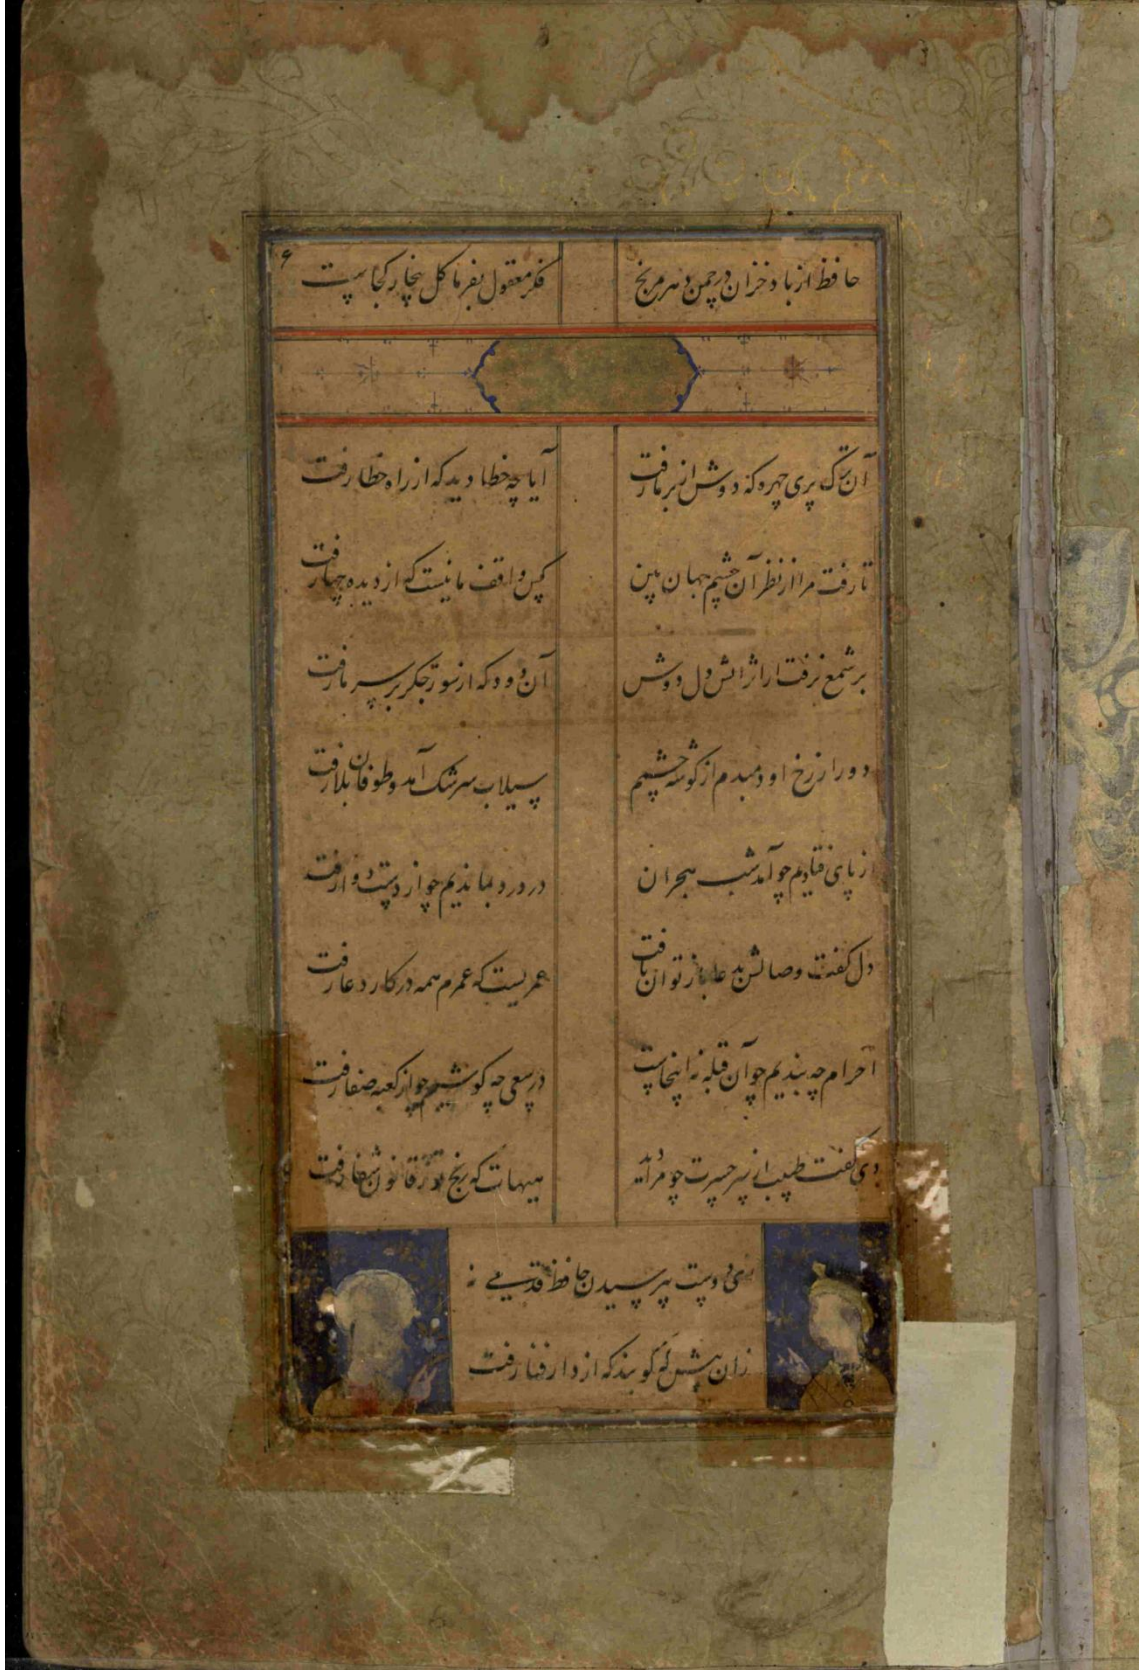 حافظ از باد خزان در چمن دهر مرنج
فکر معقول بفرما گل بیخار کجاست
آن ترک پری چهره که دوش از بر ما رفت
آیا چه خطا دید که از راه خطا رفت
تا رفت مرا از نظر آن چشم جهان بین
کس واقف ما نیست که از دیده چها رفت
بر شمع نرفت از اثر آتش دل دوش
آن دود که از سوز جگر بر سر ما رفت
دور از رخ او دمبدم از گوشه چشمم
سیلاب سرشک آمد و طوفان بلا رفت
از پای فتادیم چو آمد شب هجران
در درد بماندیم چو از دست دوا رفت
دل گفت وصالش بدعا باز توان یافت
عمریست که عمرم همه در کار دعا رفت
احرام چه بندیم چو آن قبله نه اینجاست
در سعی چه کوشیم چو از کعبه صفا رفت
دی گفت طبیب از سر حسرت چو مرا دید
هیهات که رنج تو ز قانون شفا رفت
ای دوست بپرسیدن حافظ قدمی نه
زان پیش که گویند که از دار فنا رفت